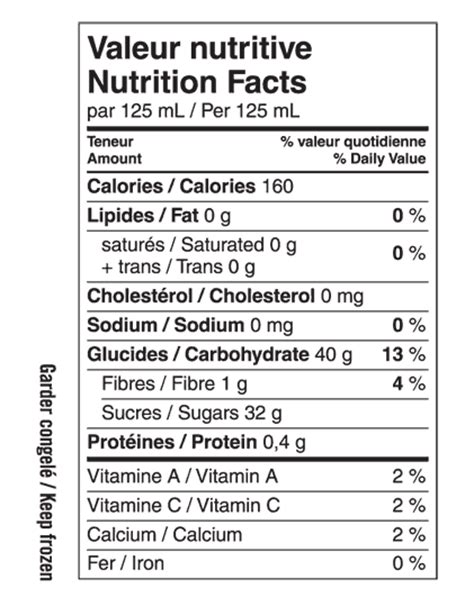 Valeur nutritive
Nutrition Facts
par 125 mL / Per 125 mL
Teneur % valeur quotidienne
Amount % Daily Value
Calories / Calories 160
Lipides / Fat 0 g 0 %
saturés / Saturated 0 g
+ trans / Trans 0 g 0 %
Cholestérol / Cholesterol 0 mg
Sodium / Sodium 0 mg 0 %
Glucides / Carbohydrate 40 g 13 %
Fibres / Fibre 1 g 4 %
Sucres / Sugars 32 g
Protéines / Protein 0,4 g
Vitamine A / Vitamin A 2 %
Vitamine C / Vitamin C 2 %
Calcium / Calcium 2 %
Fer / Iron 0 %
Garder congelé / Keep frozen